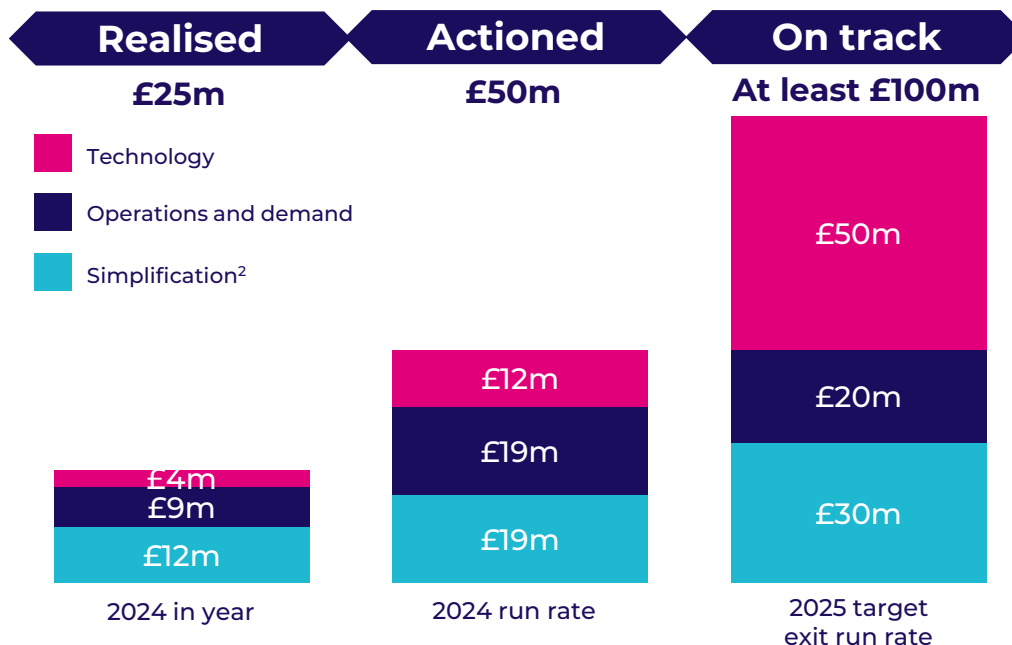 Realised
Actioned
On track
£25m
£50m
At least £100m
Technology
Operations and demand
Simplification²
£4m
£9m
£12m
2024 in year
£12m
£19m
£19m
2024 run rate
£50m
£20m
£30m
2025 target
exit run rate